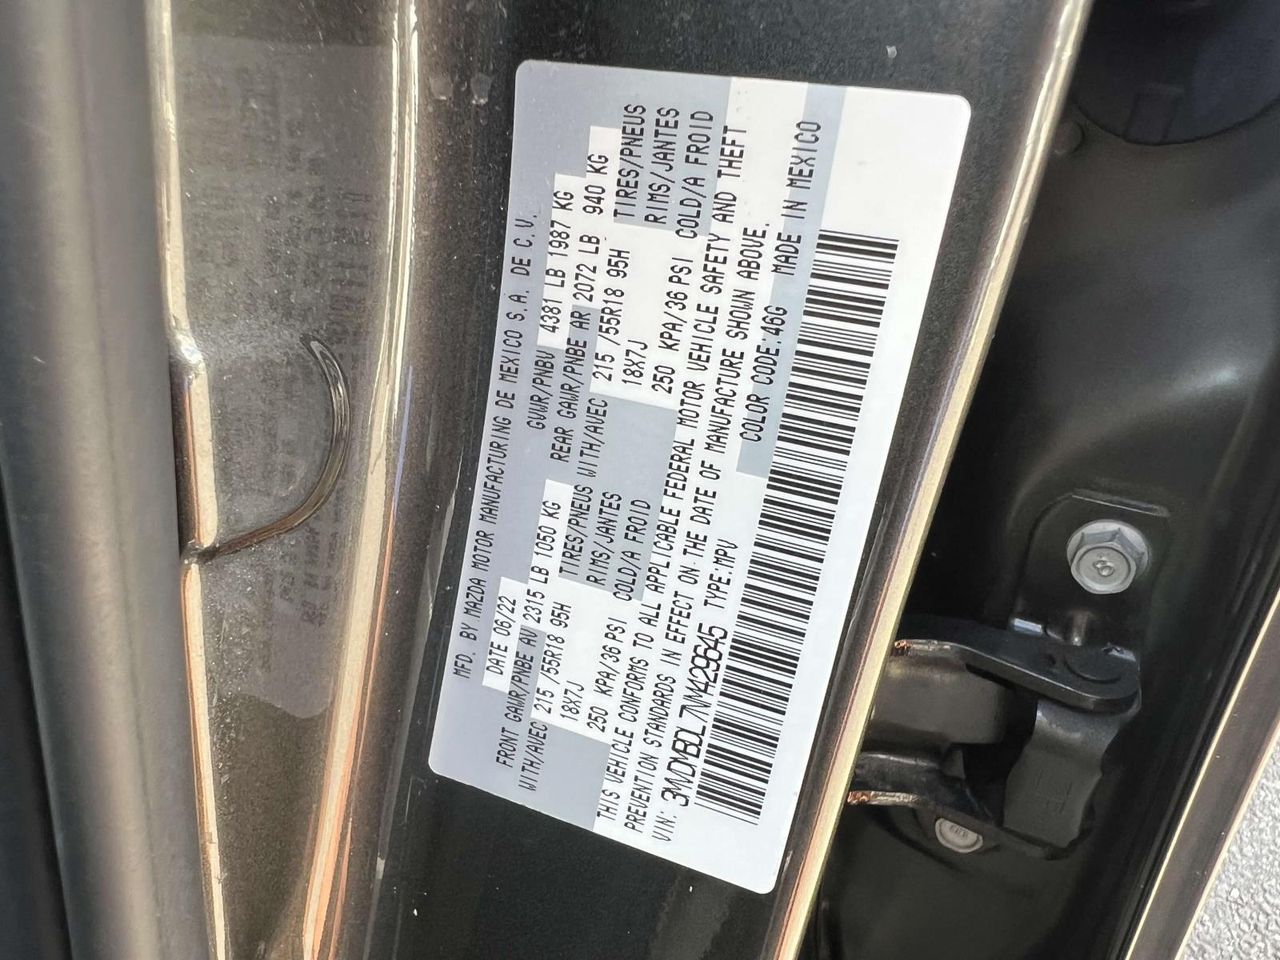 MFD. BY MAZDA MOTOR MANUFACTURING DE MEXICO S.A. DE C.V.
DATE 06/22 GVWR/PNBV 4381 LB 1987 KG
FRONT GAWR/PNBE AV 2315 LB 1050 KG REAR GAWR/PNBE AR 2072 LB 940 KG
WITH/AVEC 215 /55R18 95H TIRES/PNEUS WITH/AVEC 215 /55R18 95H TIRES/PNEUS
18X7J RIMS/JANTES 18X7J RIMS/JANTES
250 KPA/36 PSI COLD/A FROID 250 KPA/36 PSI COLD/A FROID
THIS VEHICLE CONFORMS TO ALL APPLICABLE FEDERAL MOTOR VEHICLE SAFETY AND THEFT
PREVENTION STANDARDS IN EFFECT ON THE DATE OF MANUFACTURE SHOWN ABOVE.
VIN: 3MVDMBDL7NM429645 TYPE:MPV COLOR CODE:46G MADE IN MEXICO
8